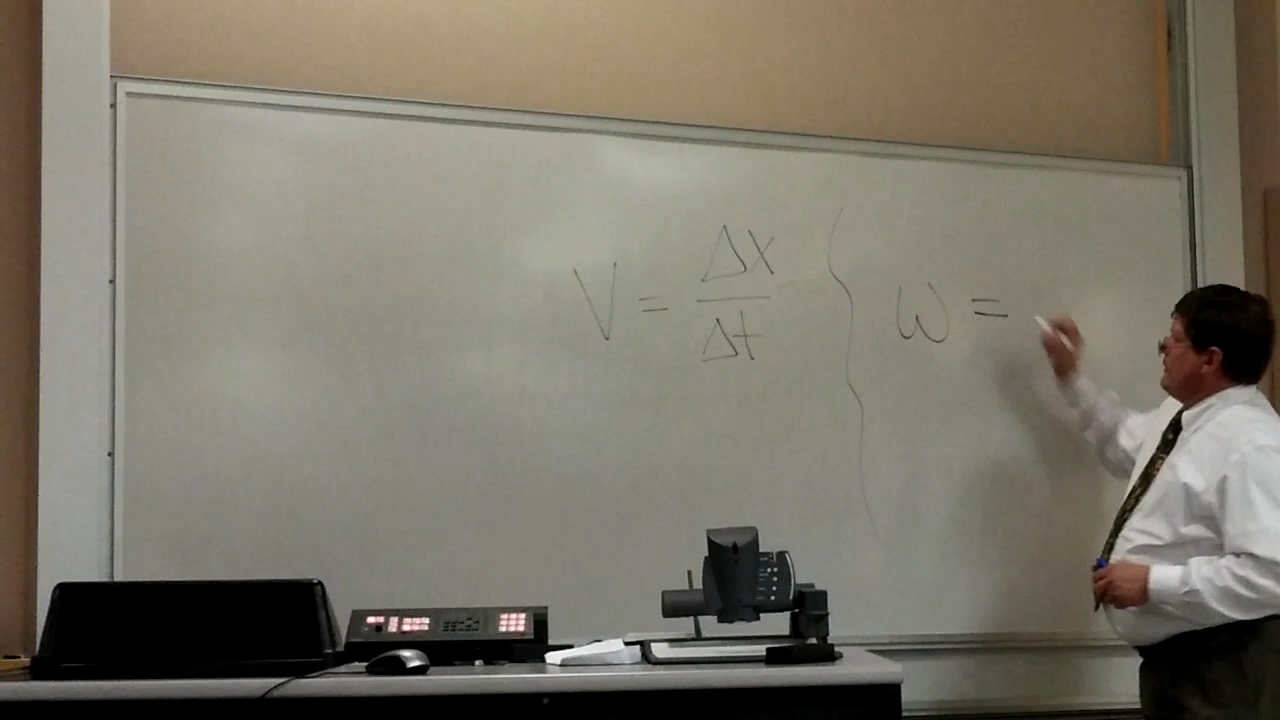 V = Δx/Δt
ω =